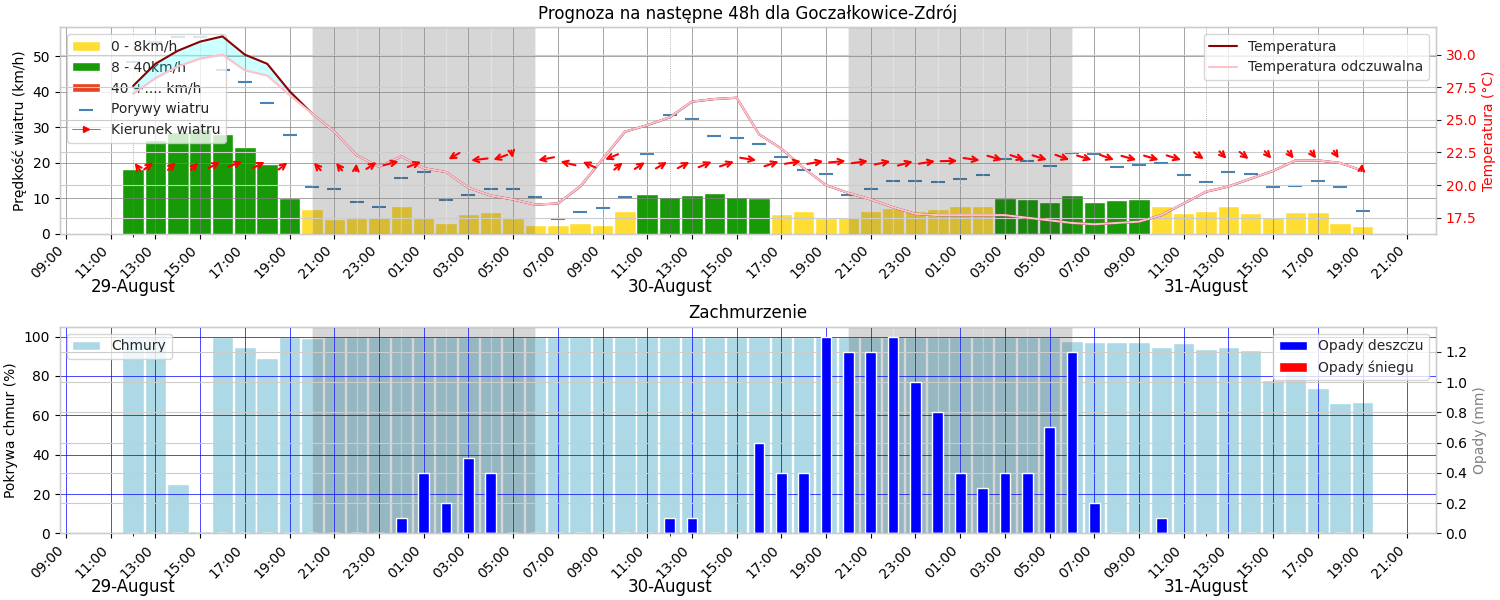 Prognoza na następne 48h dla Goczałkowice-Zdrój
Prędkość wiatru (km/h)
50
40
30
20
10
0
0 - 8km/h
8 - 40km/h
40 - .... km/h
Porywy wiatru
Kierunek wiatru
Temperatura
Temperatura odczuwalna
30.0
27.5
25.0
22.5
20.0
17.5
Temperatura (°C)
09:00 11:00 13:00 15:00 17:00 19:00 21:00 23:00 01:00 03:00 05:00 07:00 09:00 11:00 13:00 15:00 17:00 19:00 21:00 23:00 01:00 03:00 05:00 07:00 09:00 11:00 13:00 15:00 17:00 19:00 21:00
29-August 30-August 31-August
Zachmurzenie
Pokrywa chmur (%)
100
80
60
40
20
0
Chmury
Opady deszczu
Opady śniegu
1.2
1.0
0.8
0.6
0.4
0.2
0.0
Opady (mm)
09:00 11:00 13:00 15:00 17:00 19:00 21:00 23:00 01:00 03:00 05:00 07:00 09:00 11:00 13:00 15:00 17:00 19:00 21:00 23:00 01:00 03:00 05:00 07:00 09:00 11:00 13:00 15:00 17:00 19:00 21:00
29-August 30-August 31-August